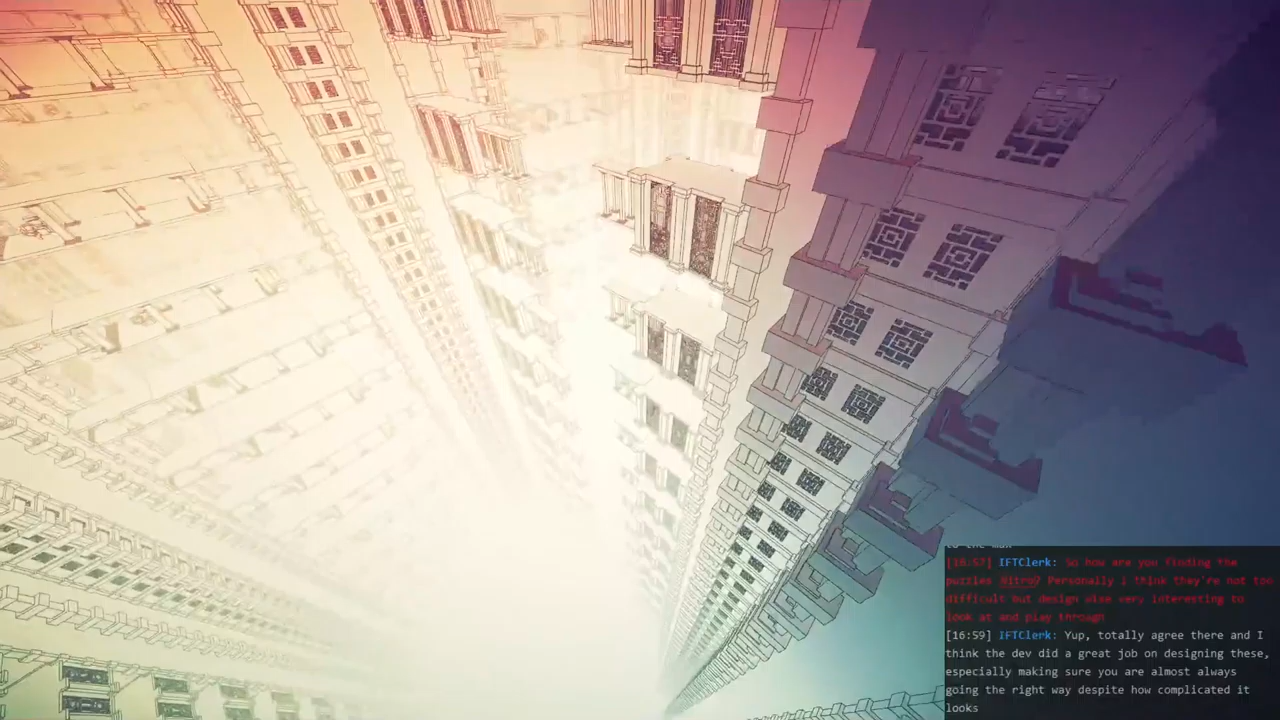 to the max
[16:57] IFTClerk: So how are you finding the
puzzles Nitro? Personally i think they're not too
difficult but design wise very interesting to
look at and play through
[16:59] IFTClerk: Yup, totally agree there and I
think the dev did a great job on designing these,
especially making sure you are almost always
going the right way despite how complicated it
looks